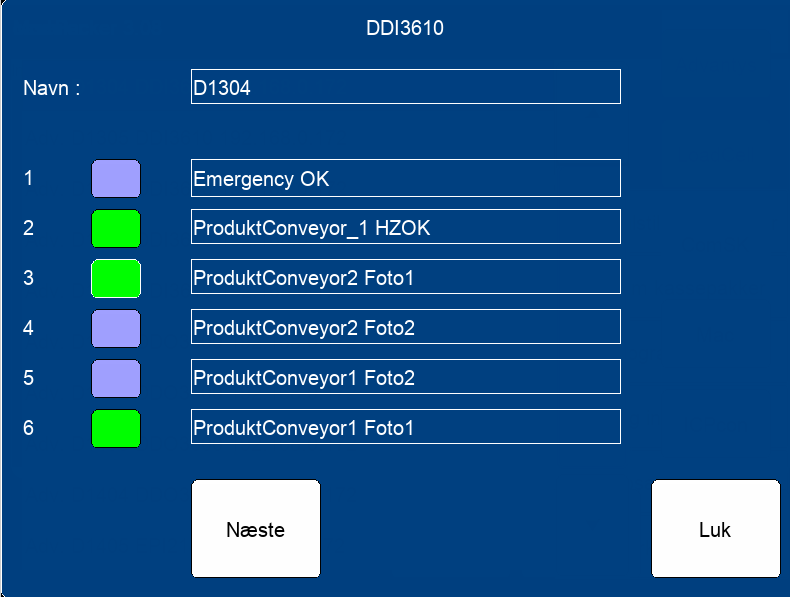 DDI3610
Navn : D1304
1 Emergency OK
2 ProduktConveyor_1 HZOK
3 ProduktConveyor2 Foto1
4 ProduktConveyor2 Foto2
5 ProduktConveyor1 Foto2
6 ProduktConveyor1 Foto1
Næste Luk